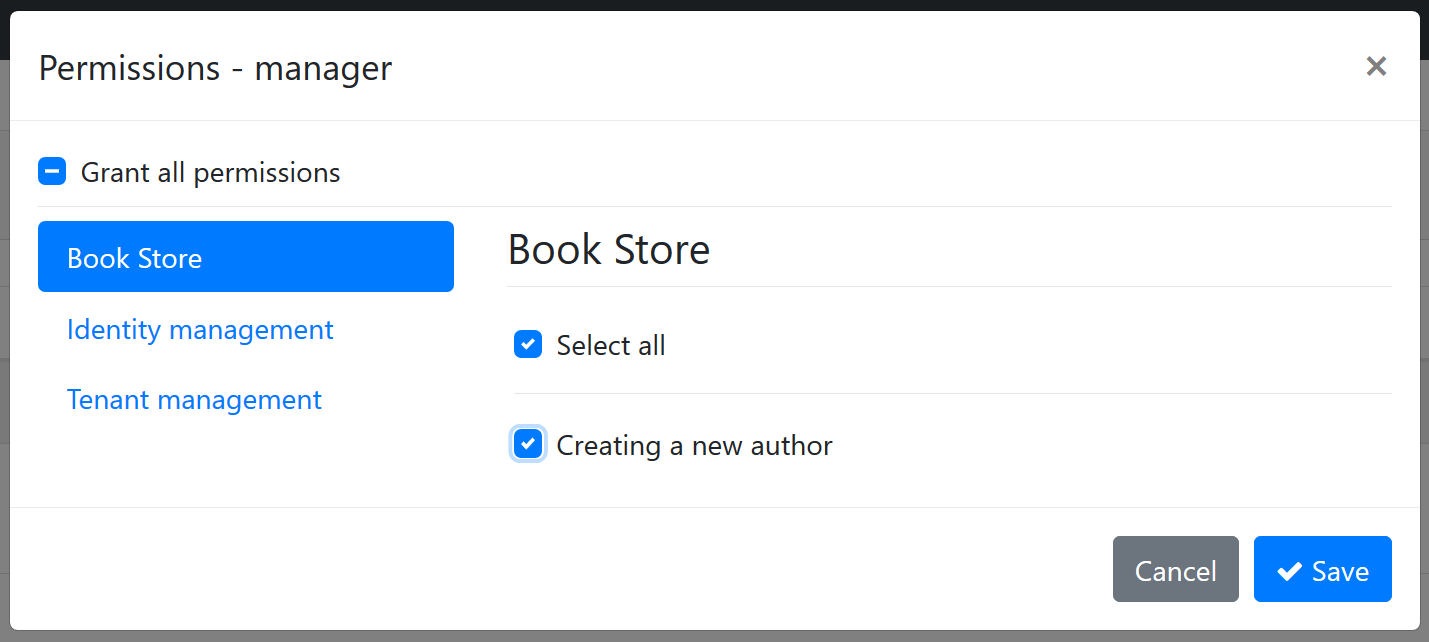 Permissions - manager
Grant all permissions
Book Store
Identity management
Tenant management
Book Store
Select all
Creating a new author
Cancel
Save